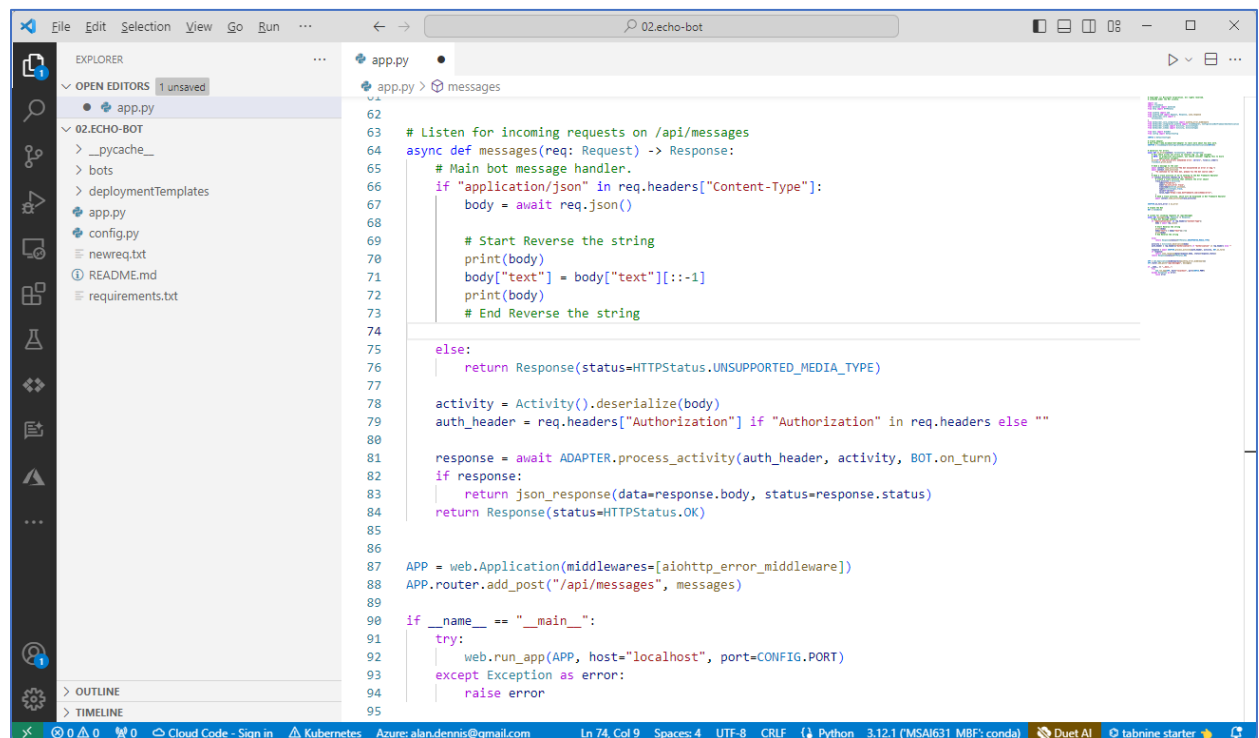 File Edit Selection View Go Run ···
02.echo-bot
EXPLORER
OPEN EDITORS 1 unsaved
app.py
02.ECHO-BOT
__pycache__
bots
deploymentTemplates
app.py
config.py
newreq.txt
README.md
requirements.txt
OUTLINE
TIMELINE
app.py
app.py > messages
61
62
63 # Listen for incoming requests on /api/messages
64 async def messages(req: Request) -> Response:
65     # Main bot message handler.
66     if "application/json" in req.headers["Content-Type"]:
67         body = await req.json()
68
69         # Start Reverse the string
70         print(body)
71         body["text"] = body["text"][::-1]
72         print(body)
73         # End Reverse the string
74
75     else:
76         return Response(status=HTTPStatus.UNSUPPORTED_MEDIA_TYPE)
77
78     activity = Activity().deserialize(body)
79     auth_header = req.headers["Authorization"] if "Authorization" in req.headers else ""
80
81     response = await ADAPTER.process_activity(auth_header, activity, BOT.on_turn)
82     if response:
83         return json_response(data=response.body, status=response.status)
84     return Response(status=HTTPStatus.OK)
85
86
87 APP = web.Application(middlewares=[aiohttp_error_middleware])
88 APP.router.add_post("/api/messages", messages)
89
90 if __name__ == "__main__":
91     try:
92         web.run_app(APP, host="localhost", port=CONFIG.PORT)
93     except Exception as error:
94         raise error
95
0 0 0 Cloud Code - Sign in Kubernetes Azure: alan.dennis@gmail.com Ln 74, Col 9 Spaces: 4 UTF-8 CRLF Python 3.12.1 ('MSAI631_MBF': conda) Duet AI tabnine starter